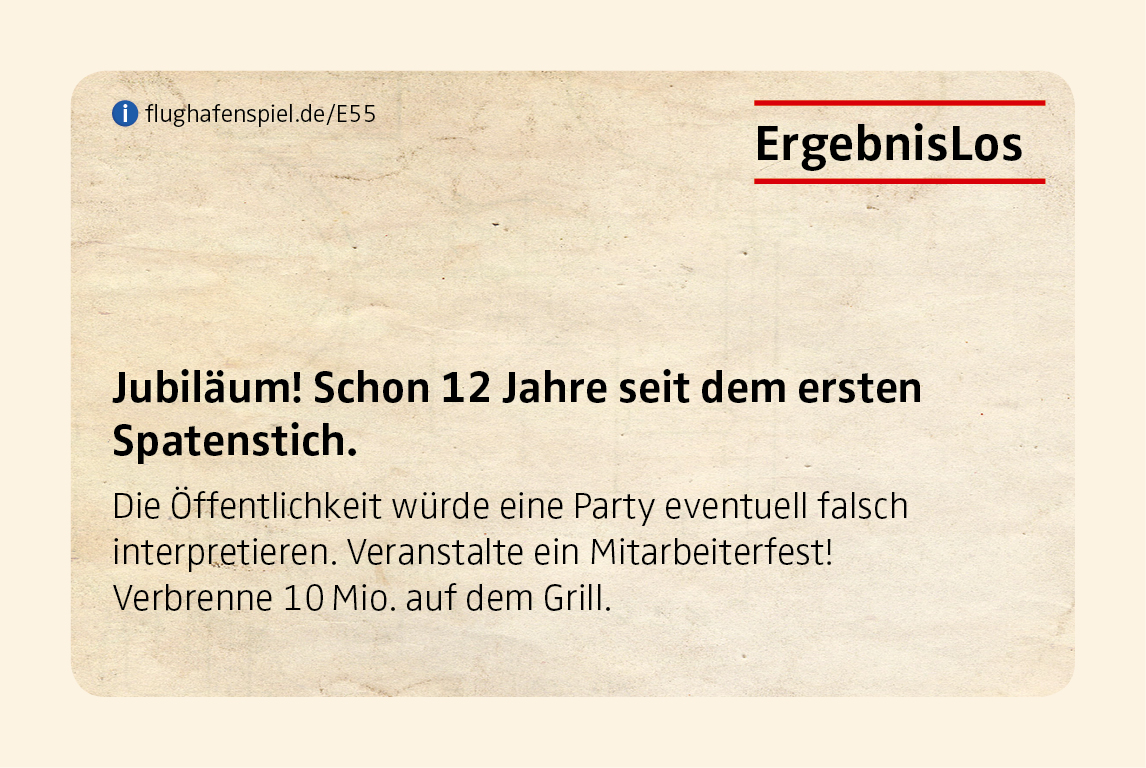 i flughafenspiel.de/E55
ErgebnisLos
Jubiläum! Schon 12 Jahre seit dem ersten
Spatenstich.
Die Öffentlichkeit würde eine Party eventuell falsch
interpretieren. Veranstalte ein Mitarbeiterfest!
Verbrenne 10 Mio. auf dem Grill.